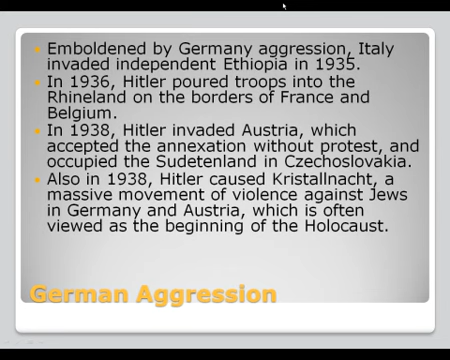 Emboldened by Germany aggression, Italy
invaded independent Ethiopia in 1935.
In 1936, Hitler poured troops into the
Rhineland on the borders of France and
Belgium.
In 1938, Hitler invaded Austria, which
accepted the annexation without protest, and
occupied the Sudetenland in Czechoslovakia.
Also in 1938, Hitler caused Kristallnacht, a
massive movement of violence against Jews
in Germany and Austria, which is often
viewed as the beginning of the Holocaust.
German Aggression